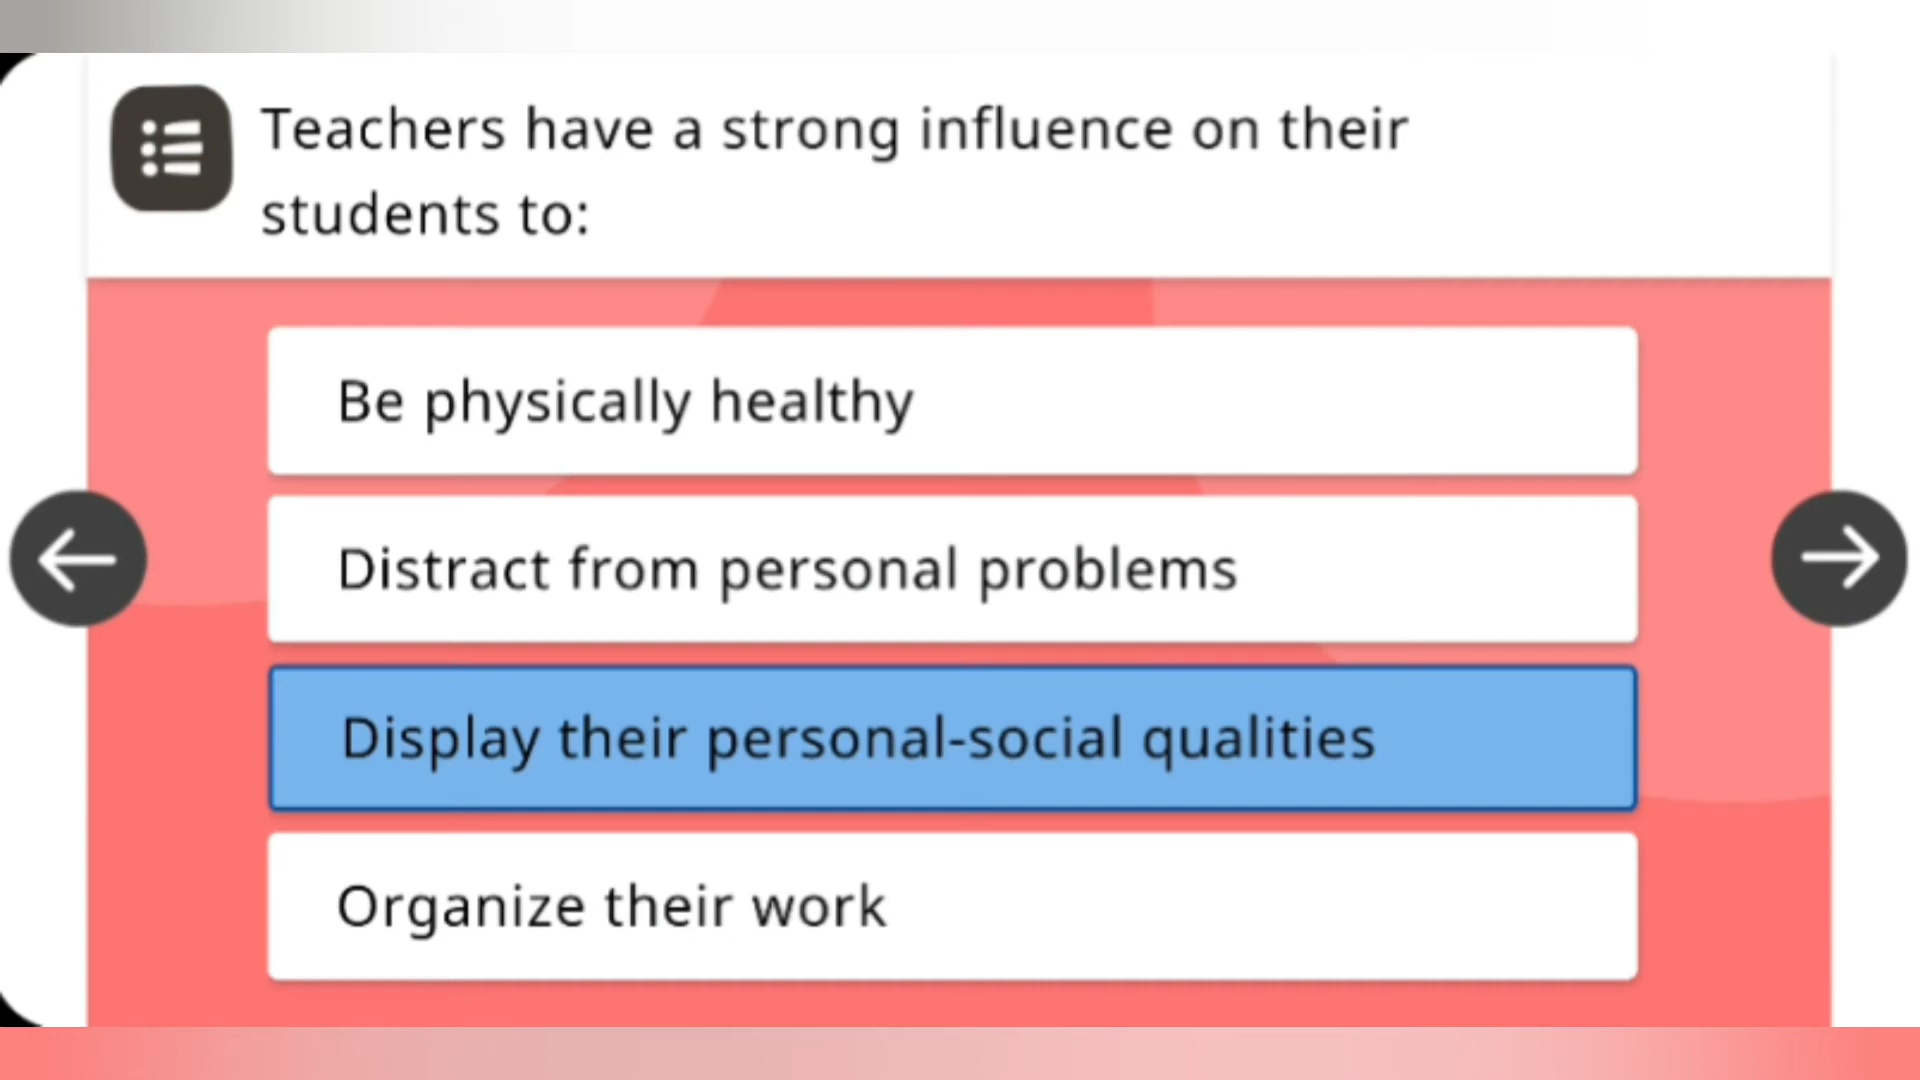 Teachers have a strong influence on their
students to:
Be physically healthy
Distract from personal problems
Display their personal-social qualities
Organize their work